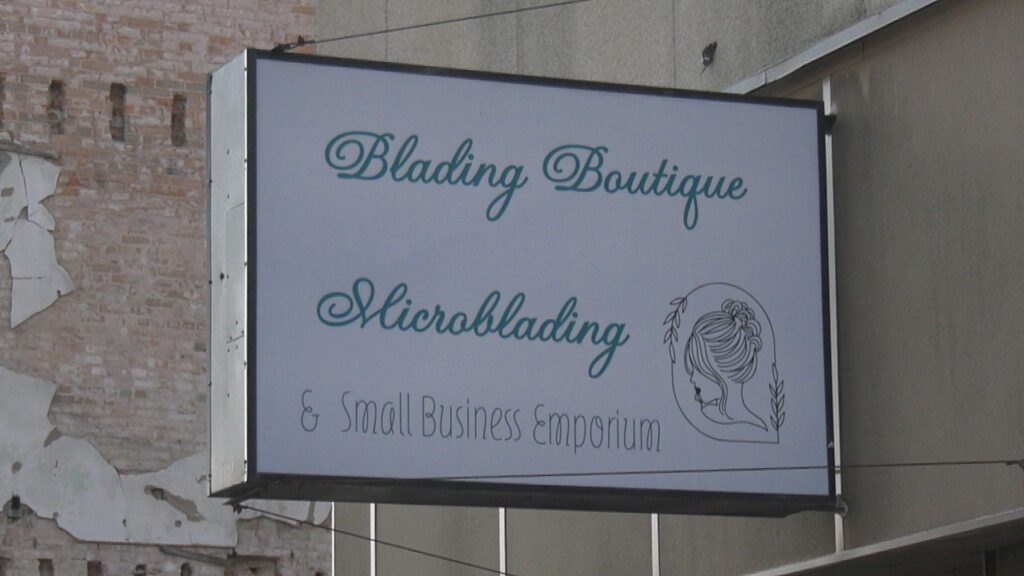 Blading Boutique
Microblading
& Small Business Emporium